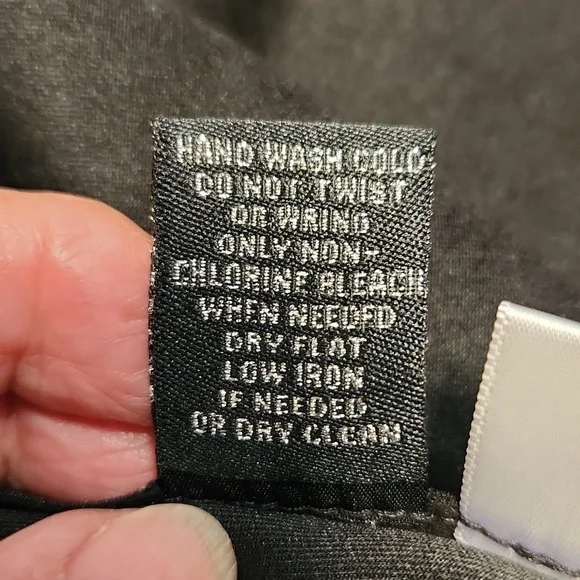 HAND WASH COLD
DO NOT TWIST
OR WRING
ONLY NON-
CHLORINE BLEACH
WHEN NEEDED
DRY FLAT
LOW IRON
IF NEEDED
OR DRY CLEAN